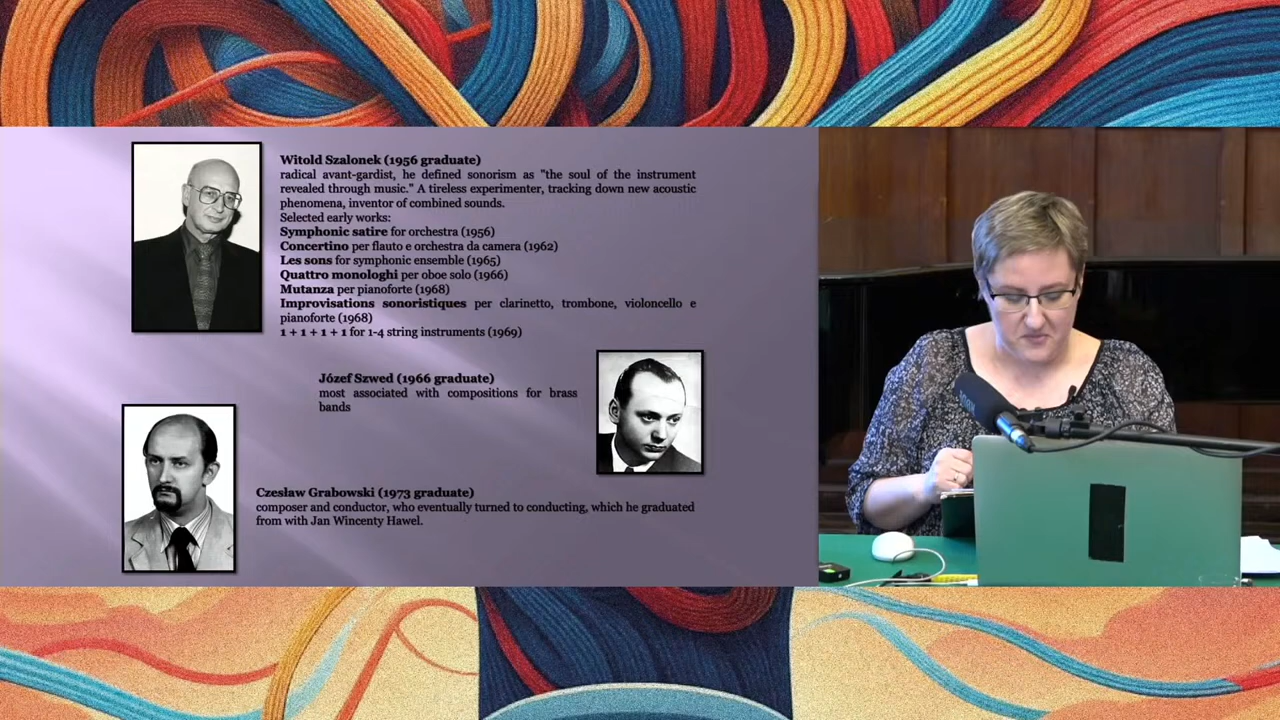 Witold Szalonek (1956 graduate)
radical avant-gardist, he defined sonorism as "the soul of the instrument
revealed through music." A tireless experimenter, tracking down new acoustic
phenomena, inventor of combined sounds.
Selected early works:
Symphonic satire for orchestra (1956)
Concertino per flauto e orchestra da camera (1962)
Les sons for symphonic ensemble (1965)
Quattro monologhi per oboe solo (1966)
Mutanza per pianoforte (1968)
Improvisations sonoristiques per clarinetto, trombone, violoncello e
pianoforte (1968)
1 + 1 + 1 + 1 for 1-4 string instruments (1969)
Józef Szwed (1966 graduate)
most associated with compositions for brass
bands
Czesław Grabowski (1973 graduate)
composer and conductor, who eventually turned to conducting, which he graduated
from with Jan Wincenty Hawel.